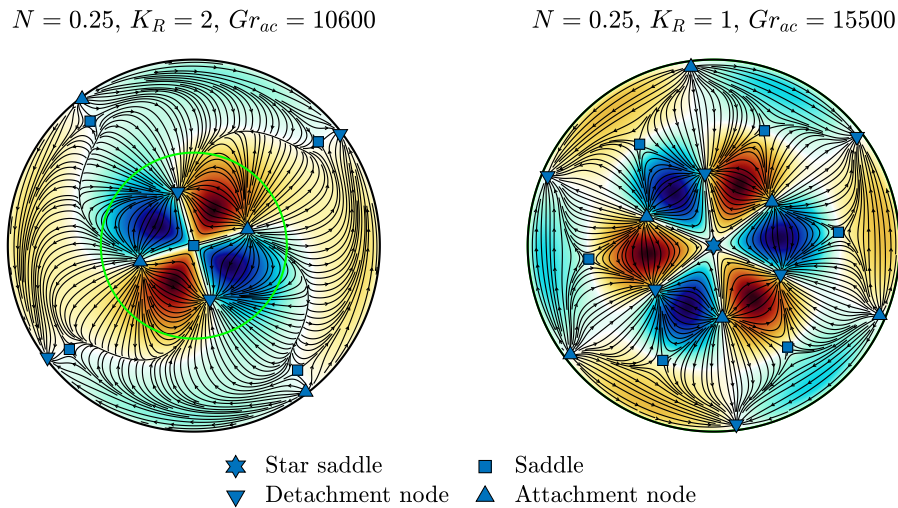 N = 0.25, K_R = 2, Gr_ac = 10600
N = 0.25, K_R = 1, Gr_ac = 15500
Star saddle
Saddle
Detachment node
Attachment node